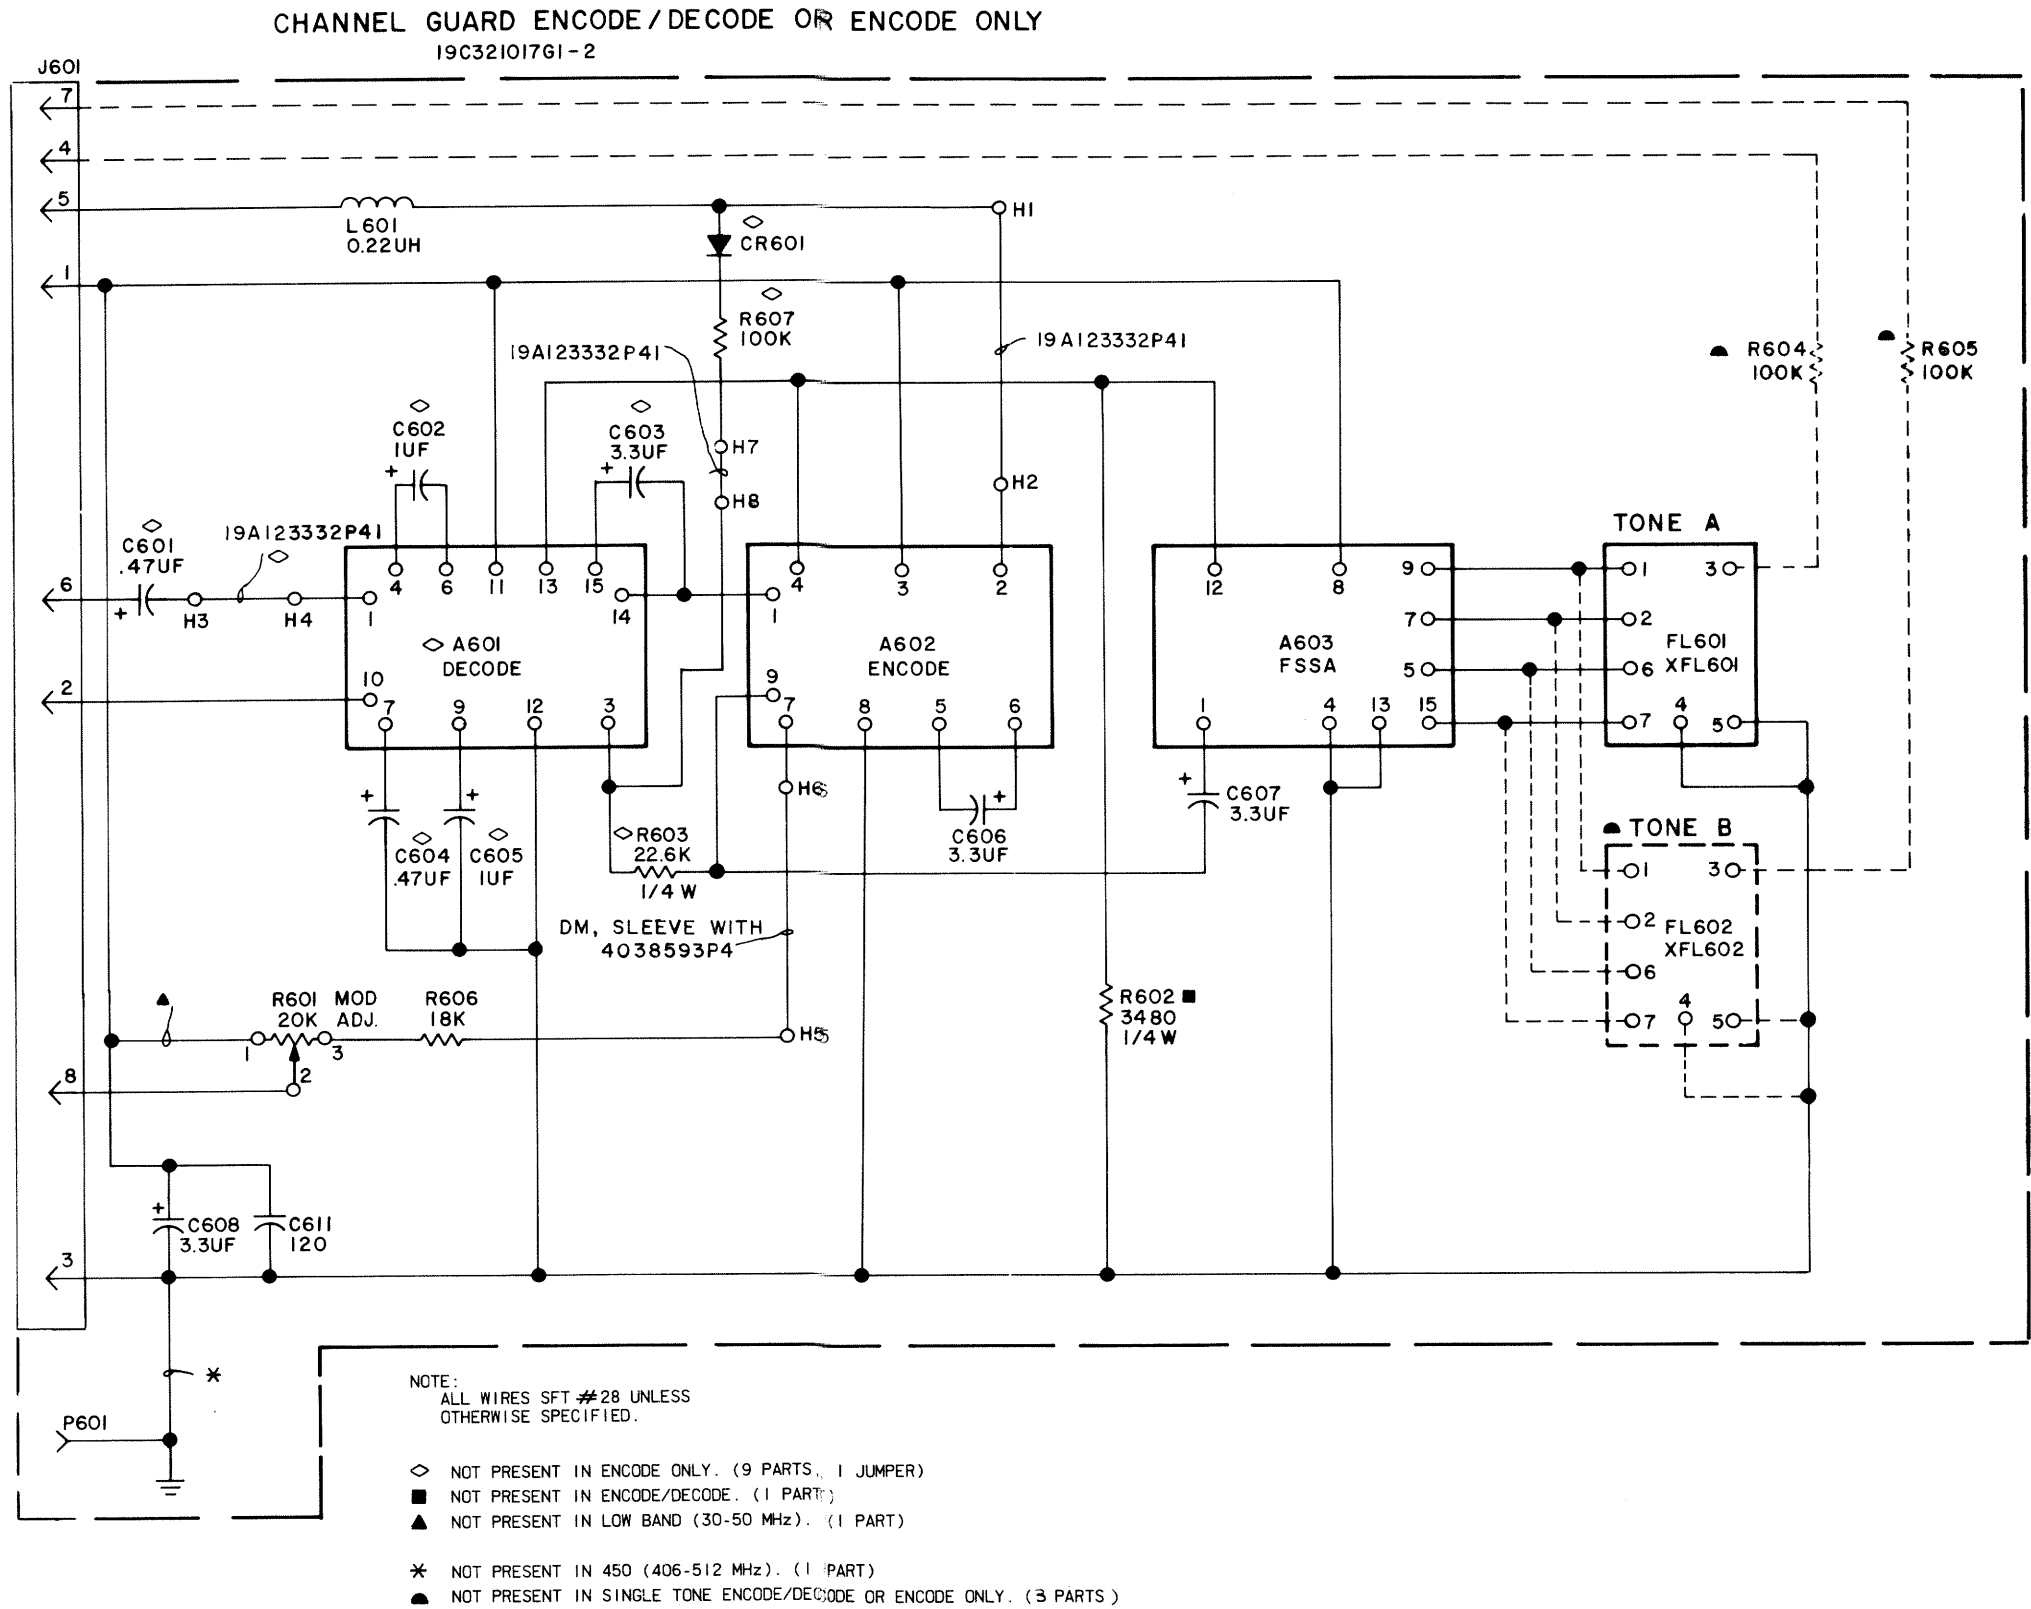 CHANNEL GUARD ENCODE/DECODE OR ENCODE ONLY
19C321017G1-2
J601
7
4
5
L601
0.22UH
H1
CR601
1
R607
100K
19A123332P41
19A123332P41
R604
100K
R605
100K
C602
1UF
+
C603
3.3UF
+
H7
H8
H2
TONE A
C601
.47UF
+
19A123332P41
6
H3
H4
1
4
6
11
13
15
14
A601
DECODE
2
10
7
9
12
3
1
4
3
2
A602
ENCODE
9
7
8
5
6
12
8
9
7
5
A603
FSSA
1
4
13
15
1
3
2
FL601
XFL601
6
7
4
5
H6
+
C604
.47UF
+
C605
1UF
R603
22.6K
1/4 W
+
C606
3.3UF
+
C607
3.3UF
TONE B
1
3
2
FL602
XFL602
6
7
4
5
DM, SLEEVE WITH
4038593P4
R601 MOD
20K ADJ.
1
3
2
R606
18K
H5
R602
3480
1/4 W
8
+
C608
3.3UF
C611
120
3
*
P601
NOTE:
ALL WIRES SFT #28 UNLESS
OTHERWISE SPECIFIED.
◇ NOT PRESENT IN ENCODE ONLY. (9 PARTS, 1 JUMPER)
■ NOT PRESENT IN ENCODE/DECODE. (1 PART)
▲ NOT PRESENT IN LOW BAND (30-50 MHz). (1 PART)
* NOT PRESENT IN 450 (406-512 MHz). (1 PART)
NOT PRESENT IN SINGLE TONE ENCODE/DECODE OR ENCODE ONLY. (3 PARTS)